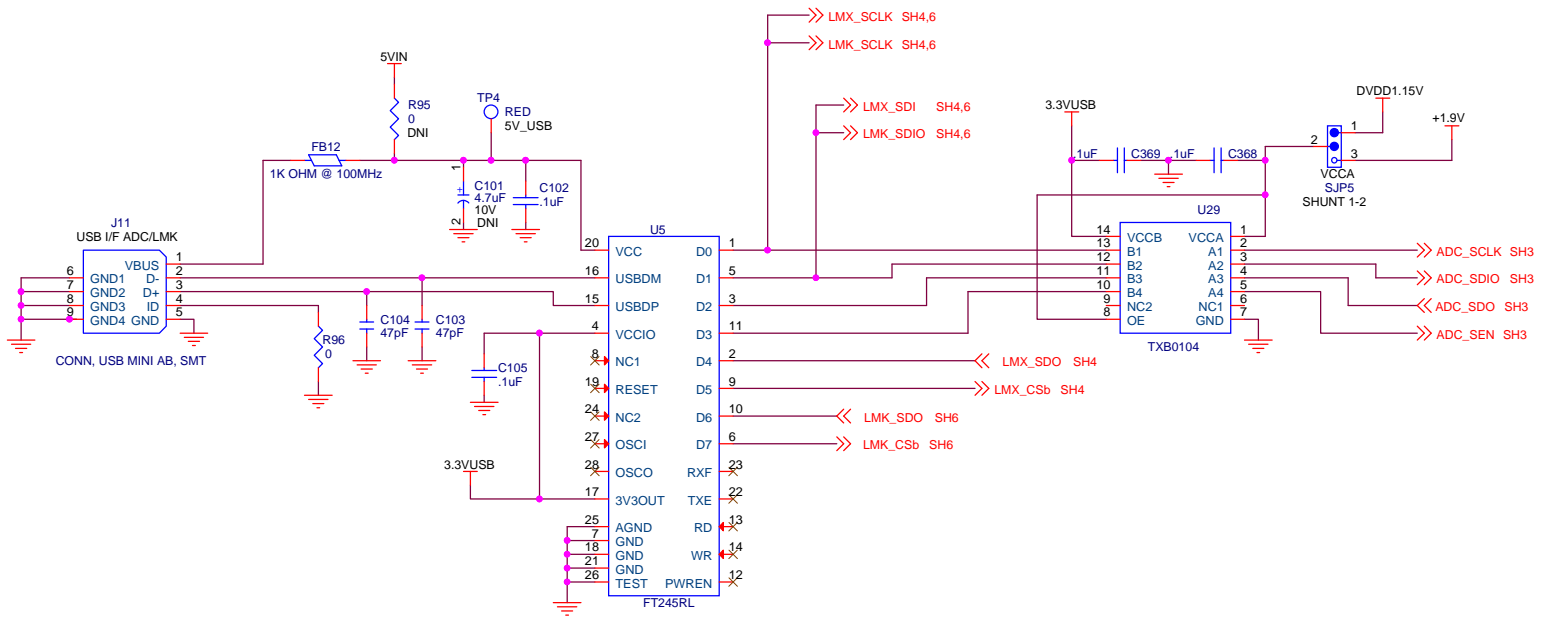 LMX_SCLK SH4,6
LMK_SCLK SH4,6
5VIN
R95
0
DNI
TP4
RED
5V_USB
LMX_SDI SH4,6
LMK_SDIO SH4,6
3.3VUSB
DVDD1.15V
+1.9V
1
2
3
VCCA
SJP5
SHUNT 1-2
.1uF
C369
.1uF
C368
FB12
1K OHM @ 100MHz
1
+
C101
4.7uF
10V
DNI
2
C102
.1uF
J11
USB I/F ADC/LMK
VBUS 1
D- 2
D+ 3
ID 4
GND 5
6 GND1
7 GND2
8 GND3
9 GND4
CONN, USB MINI AB, SMT
R96
0
C104
47pF
C103
47pF
C105
.1uF
3.3VUSB
U5
20 VCC
16 USBDM
15 USBDP
4 VCCIO
8 NC1
19 RESET
24 NC2
27 OSCI
28 OSCO
17 3V3OUT
25 AGND
7 GND
18 GND
21 GND
26 TEST
D0 1
D1 5
D2 3
D3 11
D4 2
D5 9
D6 10
D7 6
RXF 23
TXE 22
RD 13
WR 14
PWREN 12
FT245RL
LMX_SDO SH4
LMX_CSb SH4
LMK_SDO SH6
LMK_CSb SH6
U29
14 VCCB
13 B1
12 B2
11 B3
10 B4
9 NC2
8 OE
VCCA 1
A1 2
A2 3
A3 4
A4 5
NC1 6
GND 7
TXB0104
ADC_SCLK SH3
ADC_SDIO SH3
ADC_SDO SH3
ADC_SEN SH3